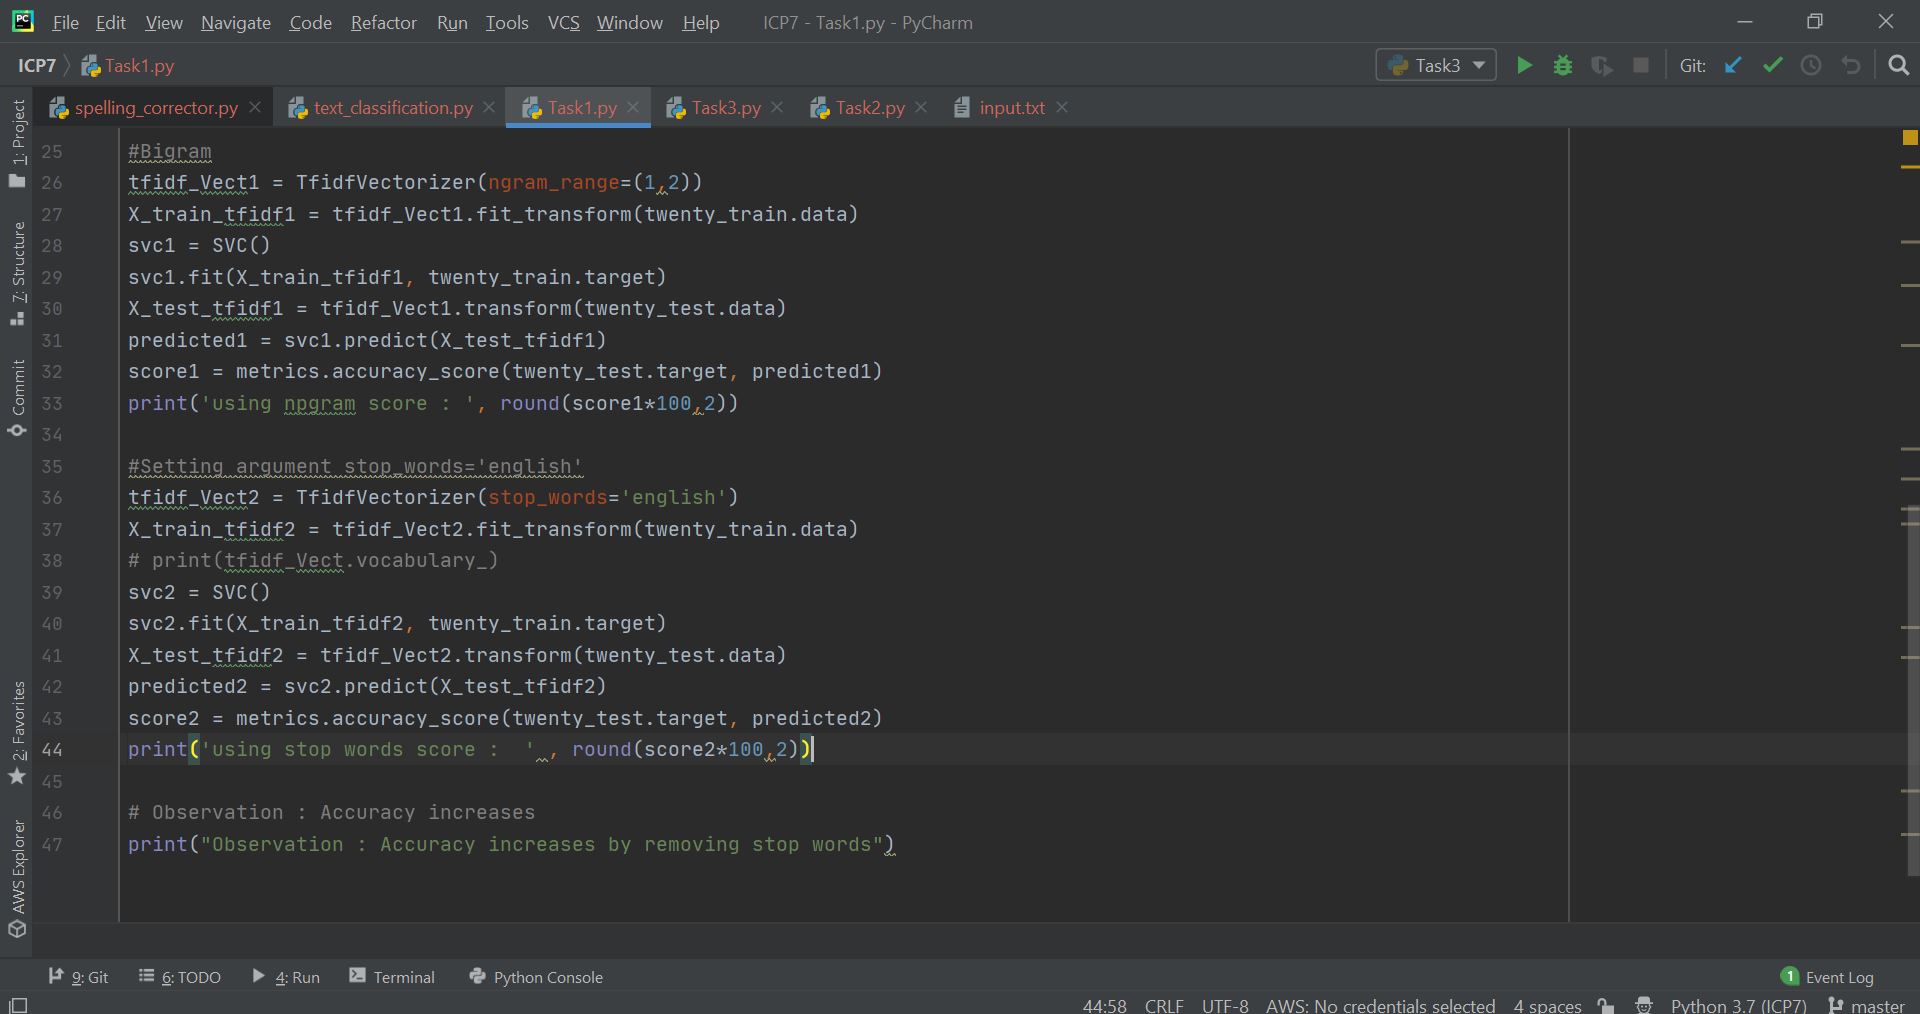 PC File Edit View Navigate Code Refactor Run Tools VCS Window Help ICP7 - Task1.py - PyCharm
ICP7 Task1.py Task3 Git:
spelling_corrector.py text_classification.py Task1.py Task3.py Task2.py input.txt
1: Project
7: Structure
Commit
2: Favorites
AWS Explorer
25 #Bigram
26 tfidf_Vect1 = TfidfVectorizer(ngram_range=(1,2))
27 X_train_tfidf1 = tfidf_Vect1.fit_transform(twenty_train.data)
28 svc1 = SVC()
29 svc1.fit(X_train_tfidf1, twenty_train.target)
30 X_test_tfidf1 = tfidf_Vect1.transform(twenty_test.data)
31 predicted1 = svc1.predict(X_test_tfidf1)
32 score1 = metrics.accuracy_score(twenty_test.target, predicted1)
33 print('using npgram score : ', round(score1*100,2))
34
35 #Setting argument stop_words='english'
36 tfidf_Vect2 = TfidfVectorizer(stop_words='english')
37 X_train_tfidf2 = tfidf_Vect2.fit_transform(twenty_train.data)
38 # print(tfidf_Vect.vocabulary_)
39 svc2 = SVC()
40 svc2.fit(X_train_tfidf2, twenty_train.target)
41 X_test_tfidf2 = tfidf_Vect2.transform(twenty_test.data)
42 predicted2 = svc2.predict(X_test_tfidf2)
43 score2 = metrics.accuracy_score(twenty_test.target, predicted2)
44 print('using stop words score :  ' , round(score2*100,2))
45
46 # Observation : Accuracy increases
47 print("Observation : Accuracy increases by removing stop words")
9: Git 6: TODO 4: Run Terminal Python Console 1 Event Log
44:58 CRLF UTF-8 AWS: No credentials selected 4 spaces Python 3.7 (ICP7) master